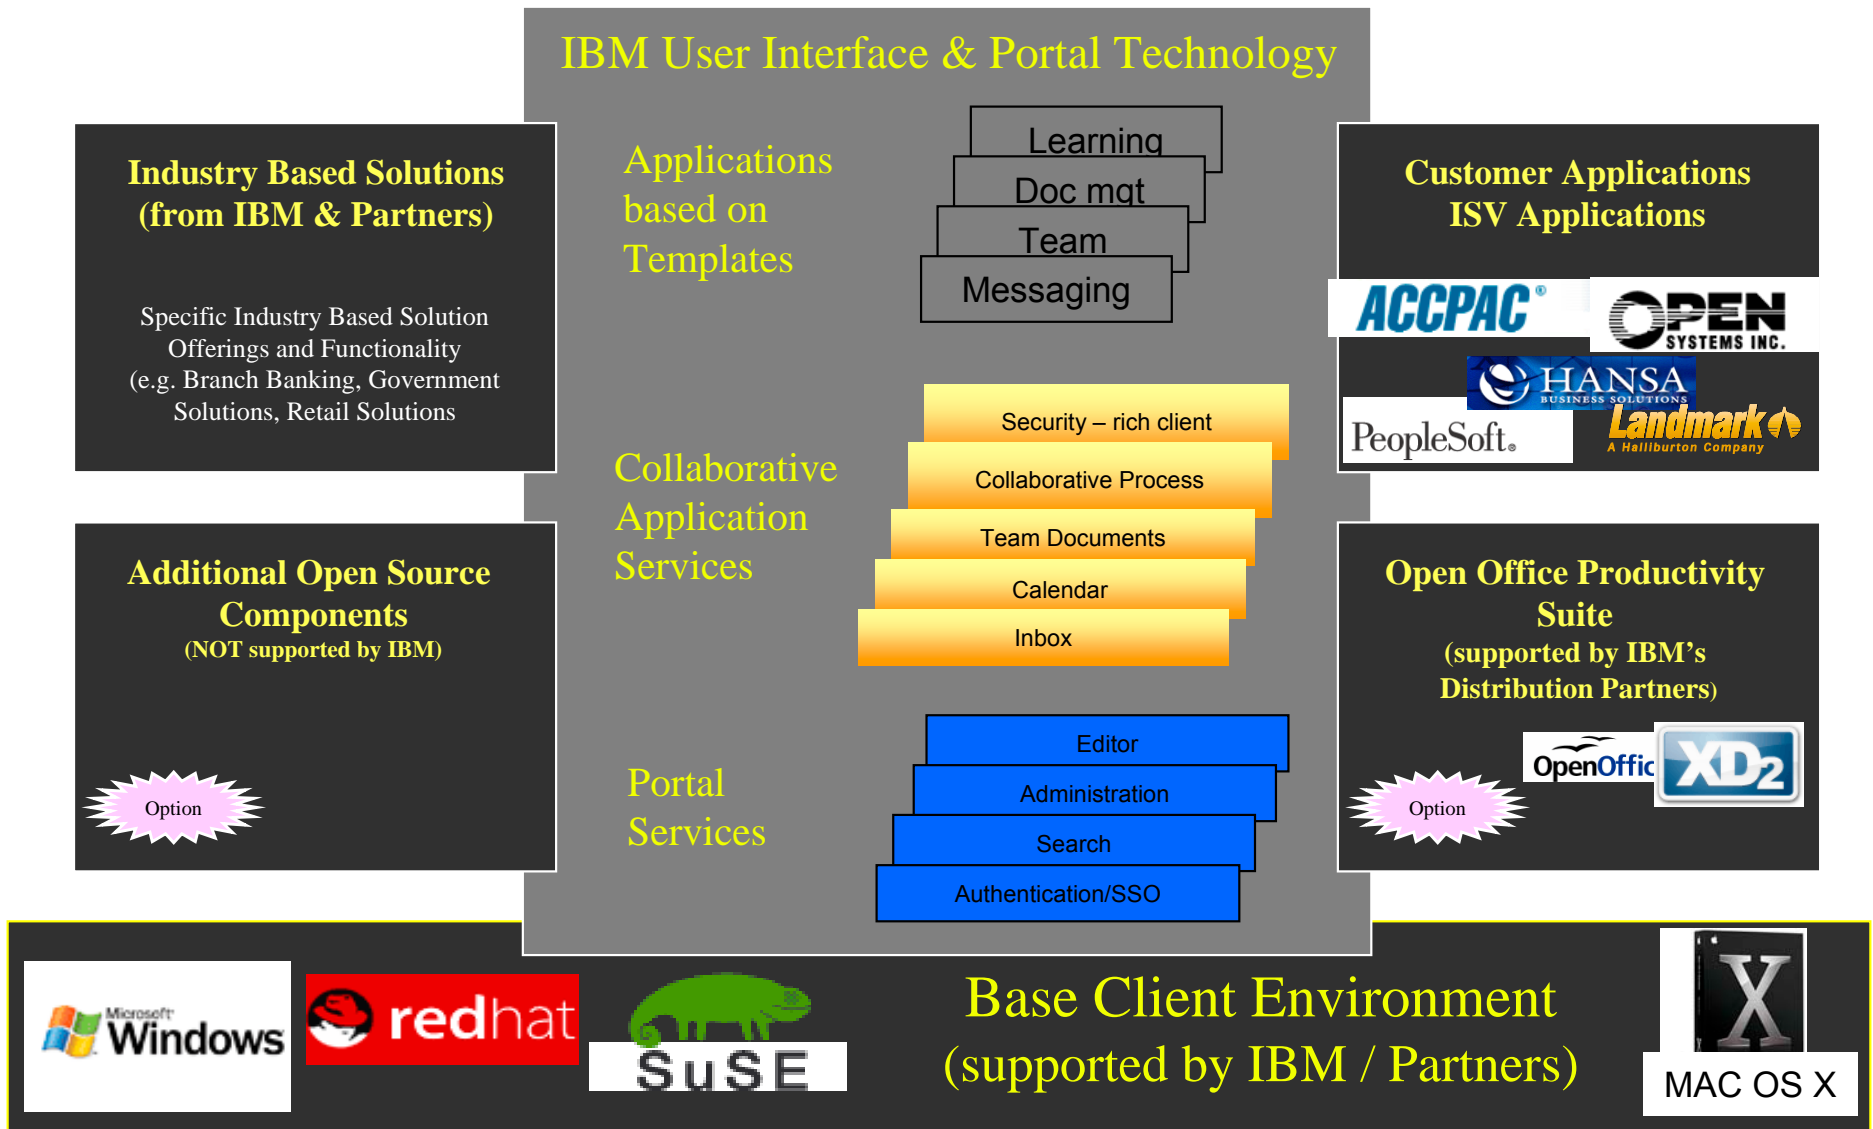 IBM User Interface & Portal Technology
Industry Based Solutions
(from IBM & Partners)
Specific Industry Based Solution
Offerings and Functionality
(e.g. Branch Banking, Government
Solutions, Retail Solutions
Additional Open Source
Components
(NOT supported by IBM)
Option
Applications
based on
Templates
Learning
Doc mgt
Team
Messaging
Collaborative
Application
Services
Security – rich client
Collaborative Process
Team Documents
Calendar
Inbox
Portal
Services
Editor
Administration
Search
Authentication/SSO
Customer Applications
ISV Applications
ACCPAC®
OPEN
SYSTEMS INC.
HANSA
BUSINESS SOLUTIONS
PeopleSoft.
Landmark
A Halliburton Company
Open Office Productivity
Suite
(supported by IBM’s
Distribution Partners)
OpenOffic
XD2
Option
Microsoft
Windows
redhat
SuSE
Base Client Environment
(supported by IBM / Partners)
X
MAC OS X